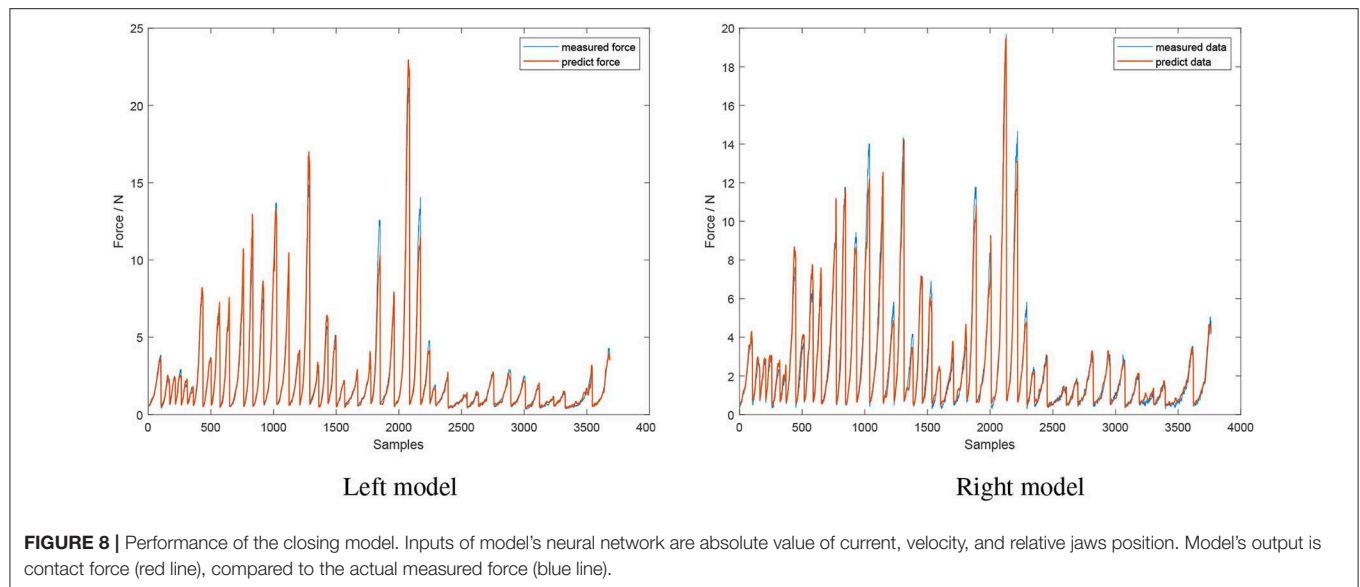 25
20
15
10
5
0
Force / N
measured force
predict force
0 500 1000 1500 2000 2500 3000 3500 400
Samples
Left model
20
18
16
14
12
10
8
6
4
2
0
Force / N
measured data
predict data
0 500 1000 1500 2000 2500 3000 3500 4000
Samples
Right model
FIGURE 8 | Performance of the closing model. Inputs of model's neural network are absolute value of current, velocity, and relative jaws position. Model's output is
contact force (red line), compared to the actual measured force (blue line).